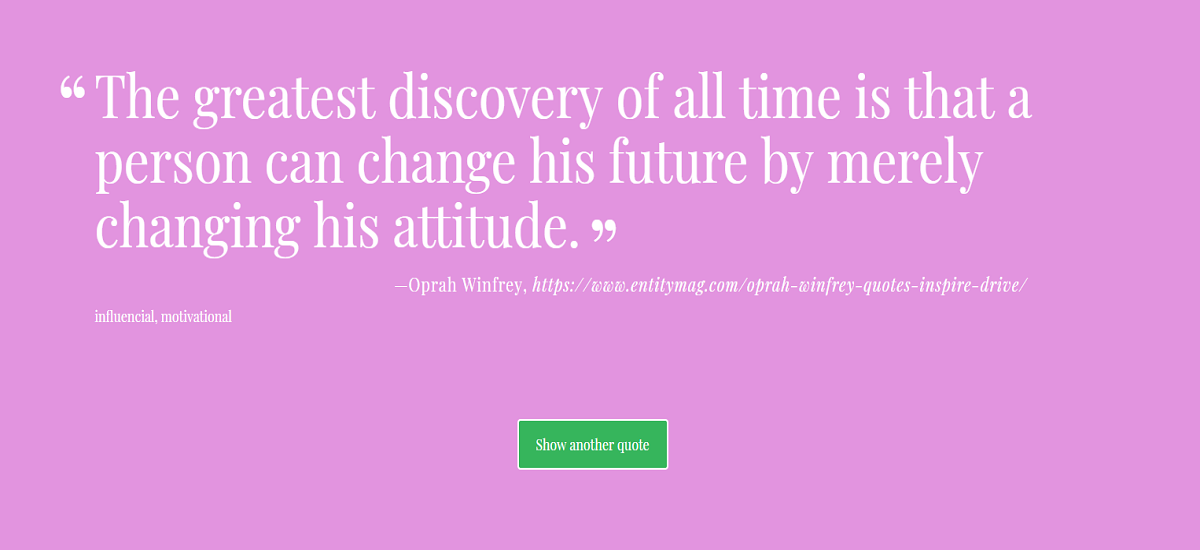 “The greatest discovery of all time is that a
person can change his future by merely
changing his attitude.”
—Oprah Winfrey, https://www.entitymag.com/oprah-winfrey-quotes-inspire-drive/
influencial, motivational
Show another quote